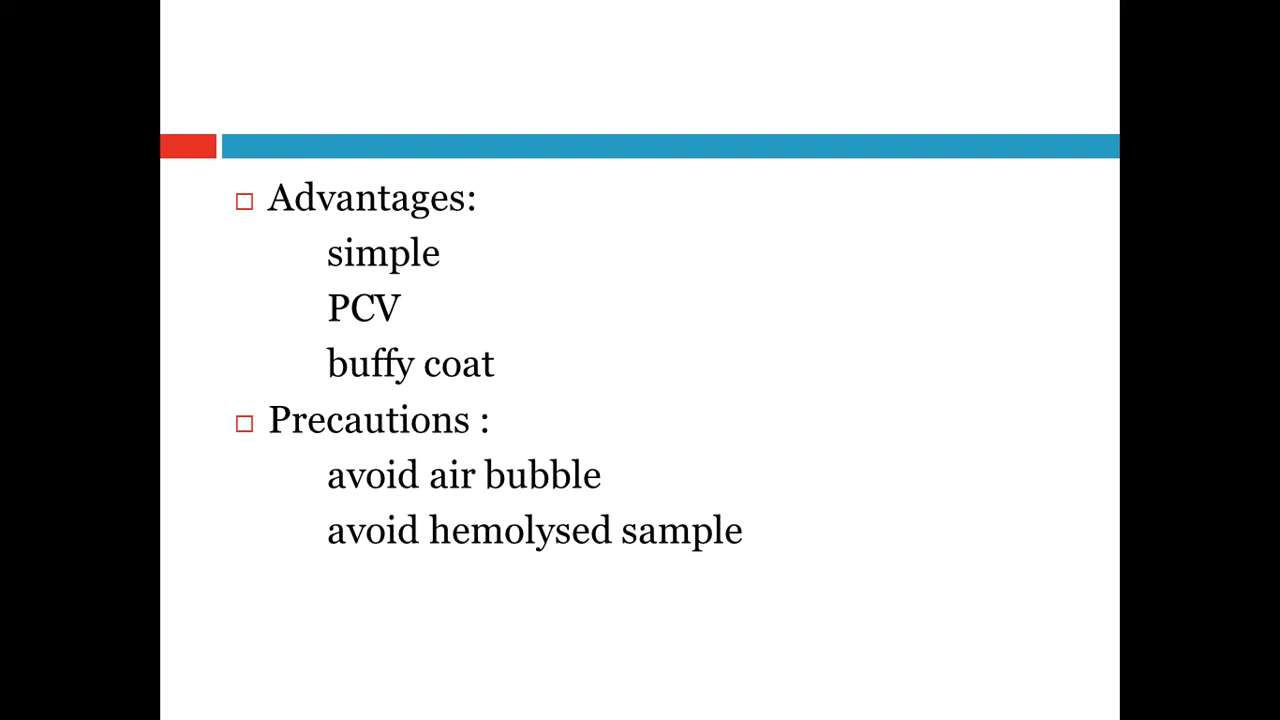 Advantages:
simple
PCV
buffy coat
Precautions :
avoid air bubble
avoid hemolysed sample